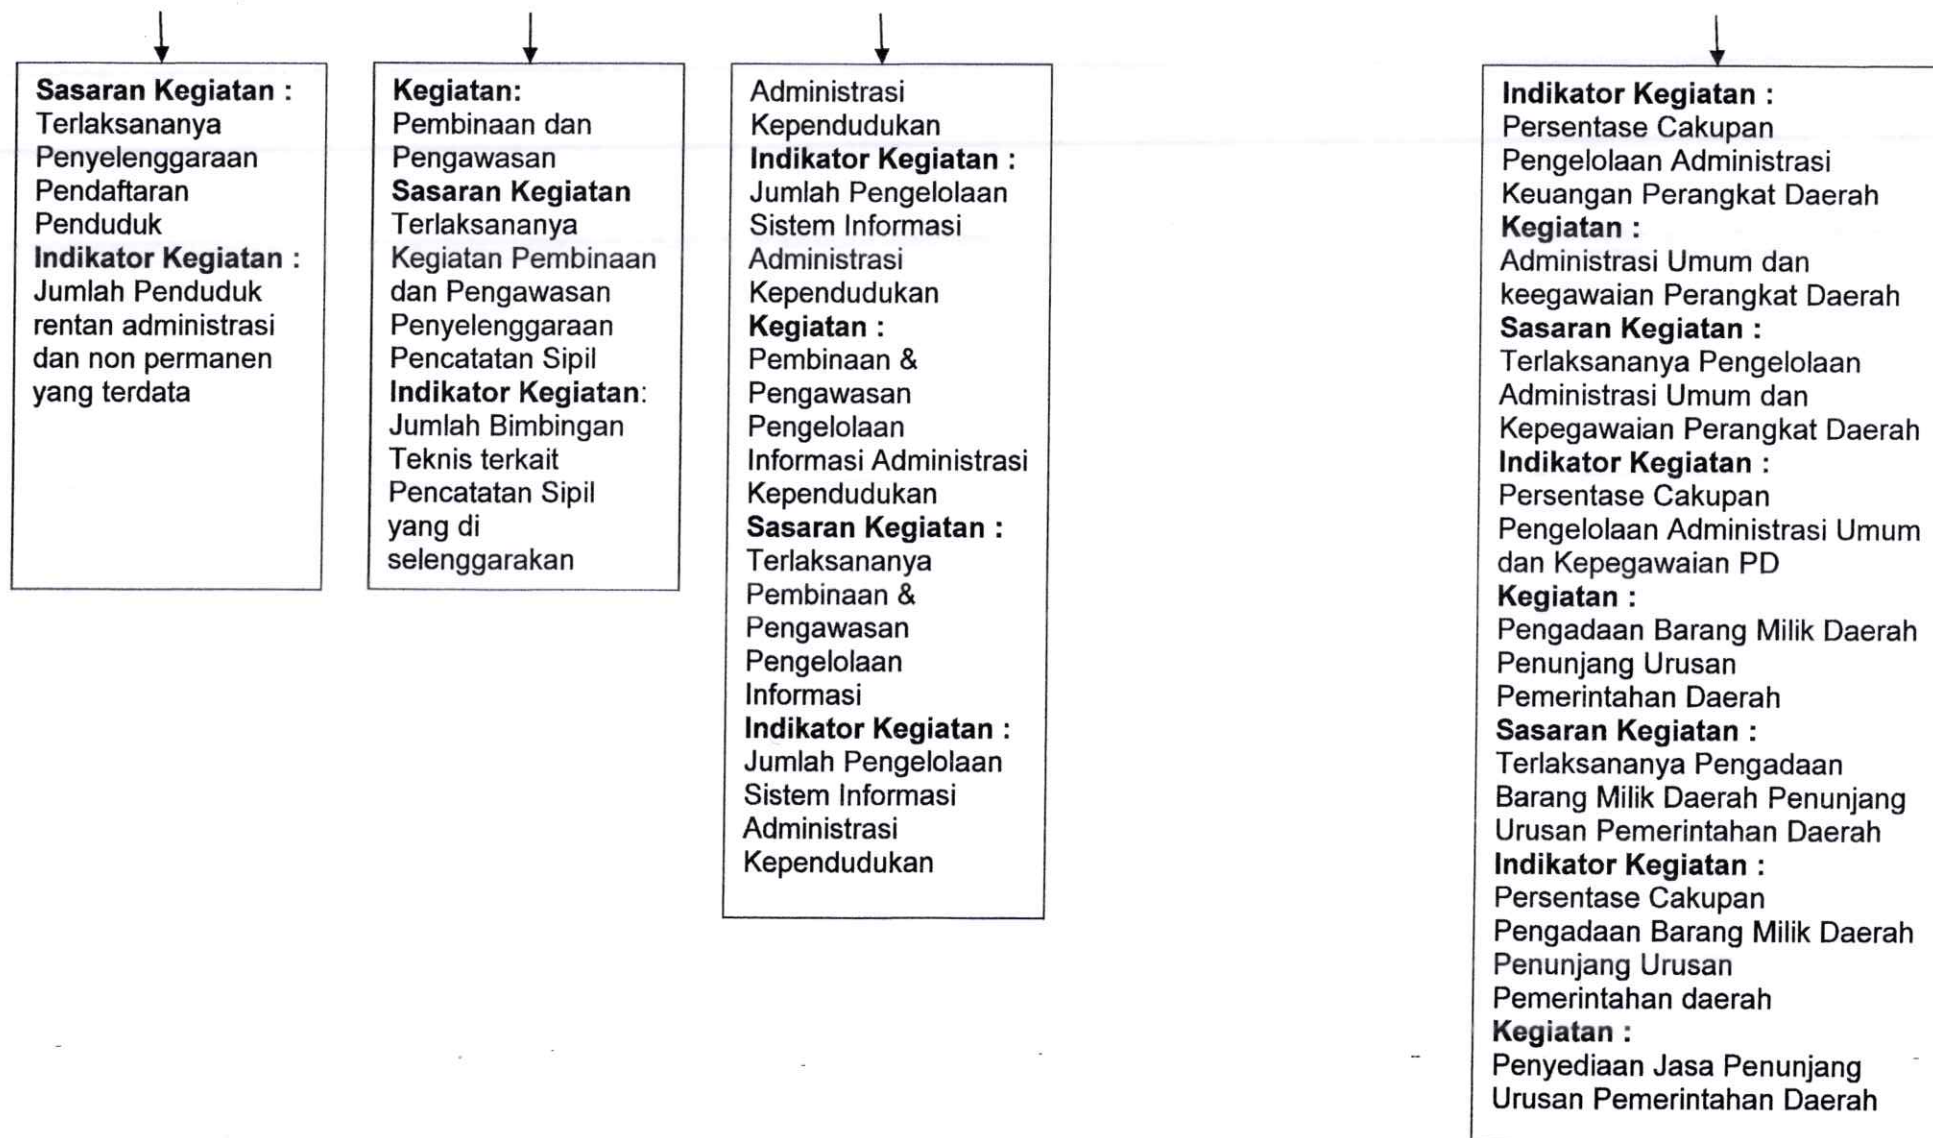 Sasaran Kegiatan :
Terlaksananya
Penyelenggaraan
Pendaftaran
Penduduk
Indikator Kegiatan :
Jumlah Penduduk
rentan administrasi
dan non permanen
yang terdata
Kegiatan:
Pembinaan dan
Pengawasan
Sasaran Kegiatan
Terlaksananya
Kegiatan Pembinaan
dan Pengawasan
Penyelenggaraan
Pencatatan Sipil
Indikator Kegiatan:
Jumlah Bimbingan
Teknis terkait
Pencatatan Sipil
yang di
selenggarakan
Administrasi
Kependudukan
Indikator Kegiatan :
Jumlah Pengelolaan
Sistem Informasi
Administrasi
Kependudukan
Kegiatan :
Pembinaan &
Pengawasan
Pengelolaan
Informasi Administrasi
Kependudukan
Sasaran Kegiatan :
Terlaksananya
Pembinaan &
Pengawasan
Pengelolaan
Informasi
Indikator Kegiatan :
Jumlah Pengelolaan
Sistem Informasi
Administrasi
Kependudukan
Indikator Kegiatan :
Persentase Cakupan
Pengelolaan Administrasi
Keuangan Perangkat Daerah
Kegiatan :
Administrasi Umum dan
keegawaian Perangkat Daerah
Sasaran Kegiatan :
Terlaksananya Pengelolaan
Administrasi Umum dan
Kepegawaian Perangkat Daerah
Indikator Kegiatan :
Persentase Cakupan
Pengelolaan Administrasi Umum
dan Kepegawaian PD
Kegiatan :
Pengadaan Barang Milik Daerah
Penunjang Urusan
Pemerintahan Daerah
Sasaran Kegiatan :
Terlaksananya Pengadaan
Barang Milik Daerah Penunjang
Urusan Pemerintahan Daerah
Indikator Kegiatan :
Persentase Cakupan
Pengadaan Barang Milik Daerah
Penunjang Urusan
Pemerintahan daerah
Kegiatan :
Penyediaan Jasa Penunjang
Urusan Pemerintahan Daerah